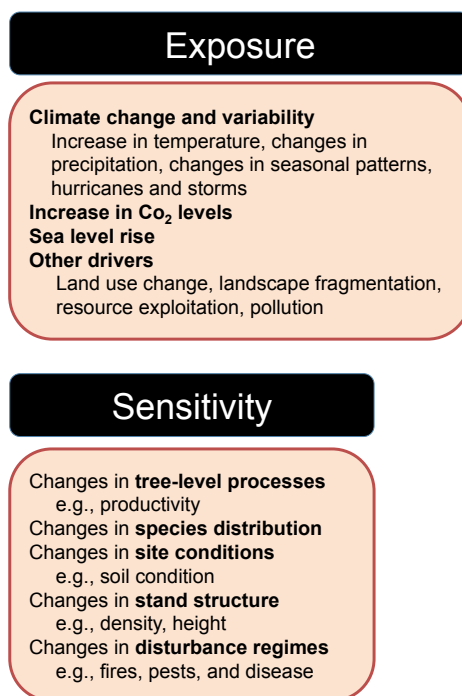 Exposure
Climate change and variability
Increase in temperature, changes in
precipitation, changes in seasonal patterns,
hurricanes and storms
Increase in Co₂ levels
Sea level rise
Other drivers
Land use change, landscape fragmentation,
resource exploitation, pollution
Sensitivity
Changes in tree-level processes
e.g., productivity
Changes in species distribution
Changes in site conditions
e.g., soil condition
Changes in stand structure
e.g., density, height
Changes in disturbance regimes
e.g., fires, pests, and disease